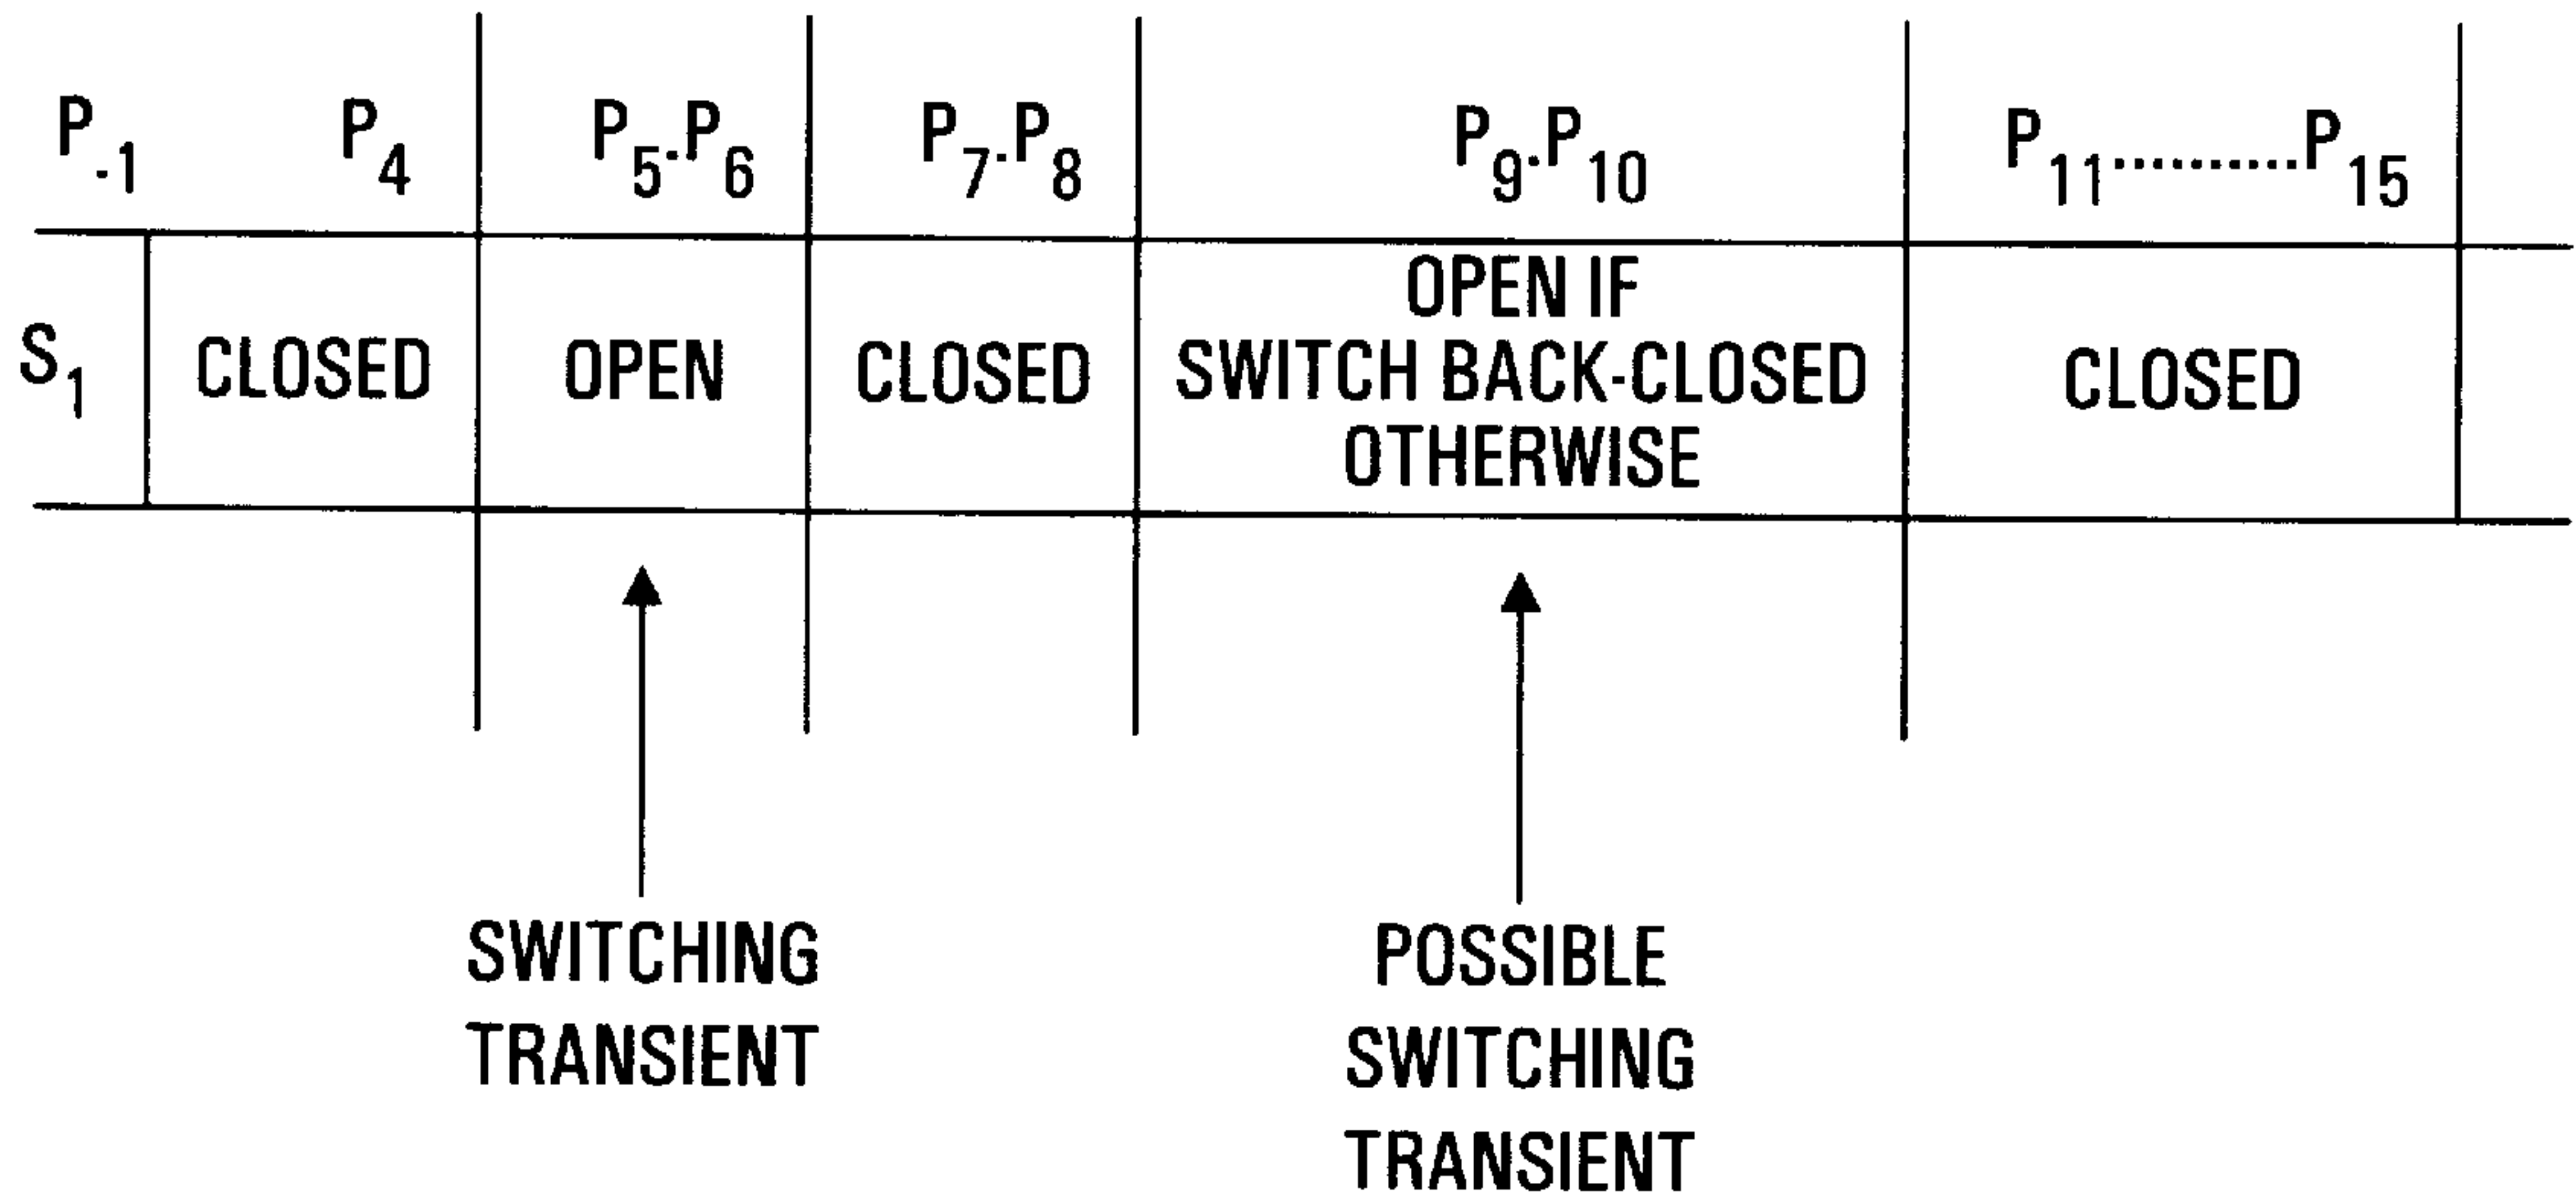 P-1 P4 P5.P6 P7.P8 P9.P10 P11..........P15
S1 CLOSED OPEN CLOSED OPEN IF
SWITCH BACK-CLOSED
OTHERWISE CLOSED
SWITCHING
TRANSIENT
POSSIBLE
SWITCHING
TRANSIENT